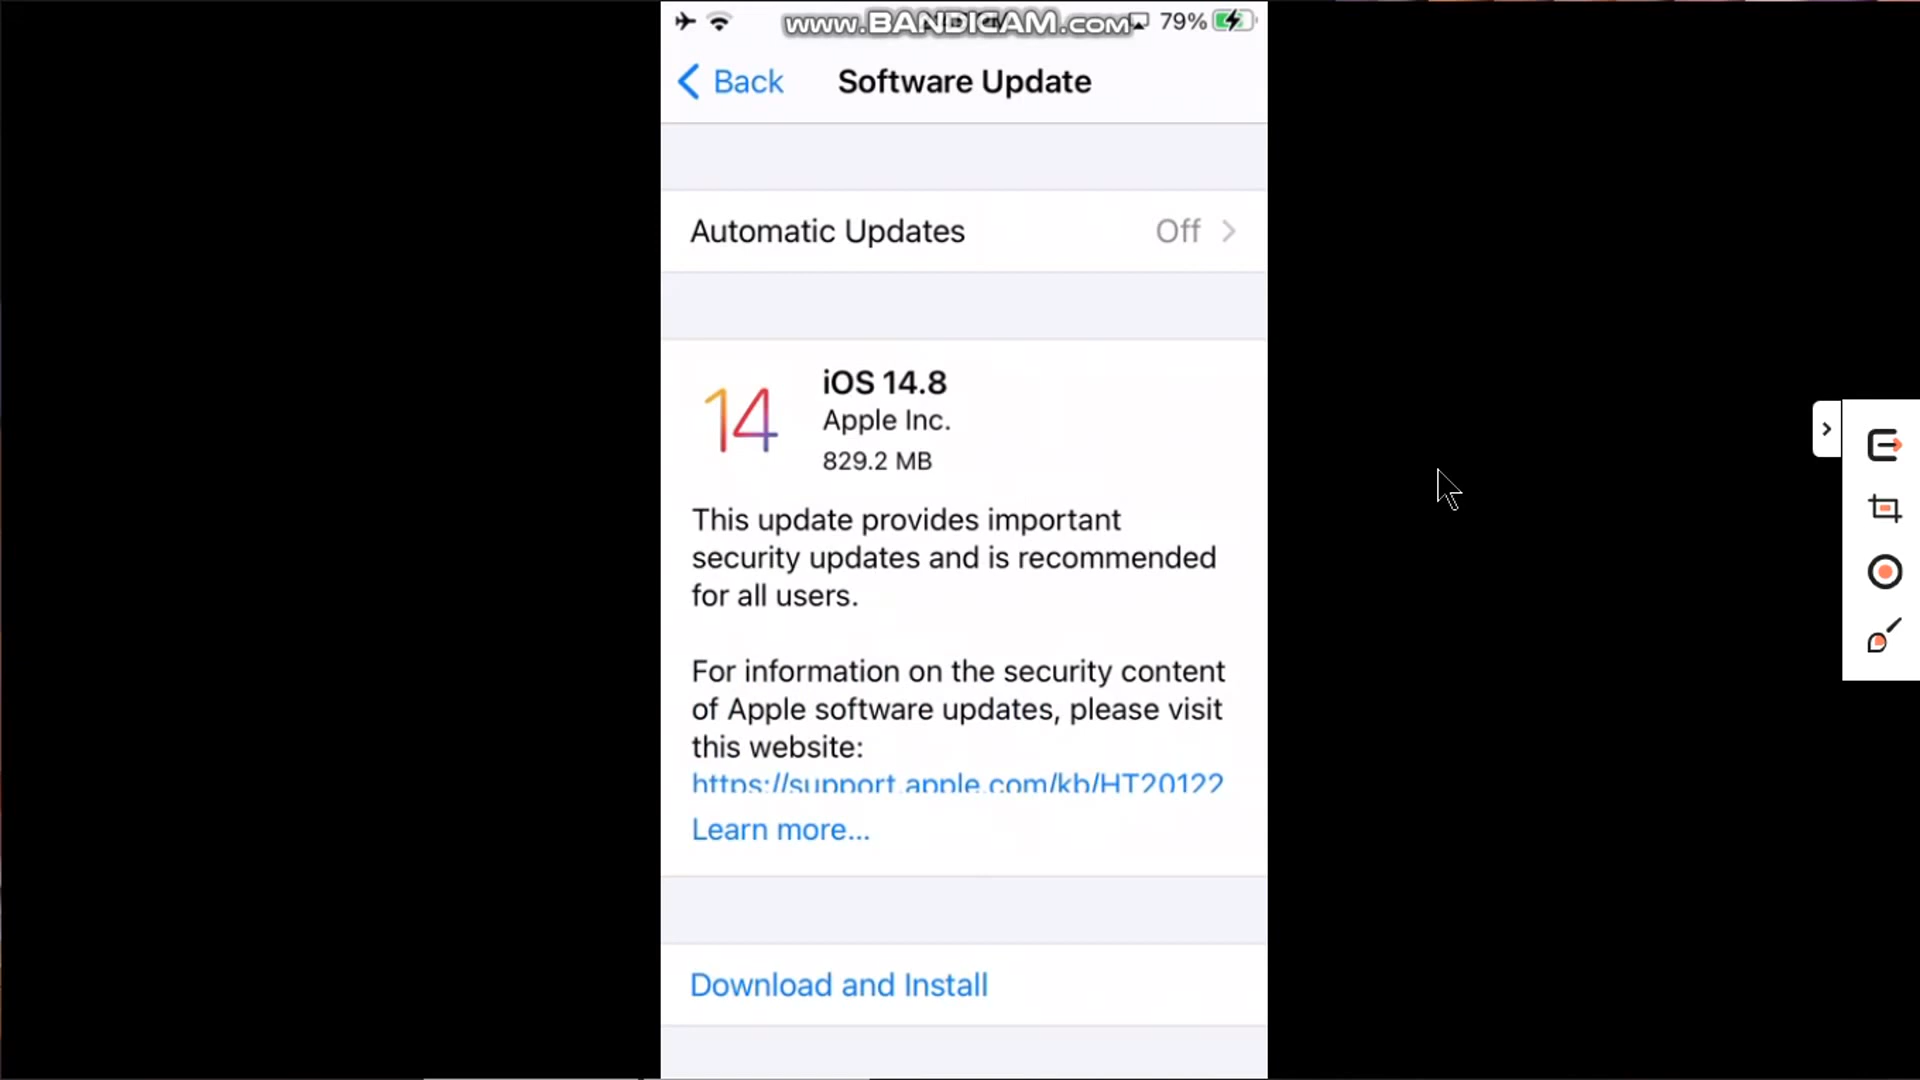 www.BANDICAM.com 79%
Back Software Update
Automatic Updates Off
14
iOS 14.8
Apple Inc.
829.2 MB
This update provides important
security updates and is recommended
for all users.
For information on the security content
of Apple software updates, please visit
this website:
https://support.apple.com/kb/HT20122
Learn more...
Download and Install